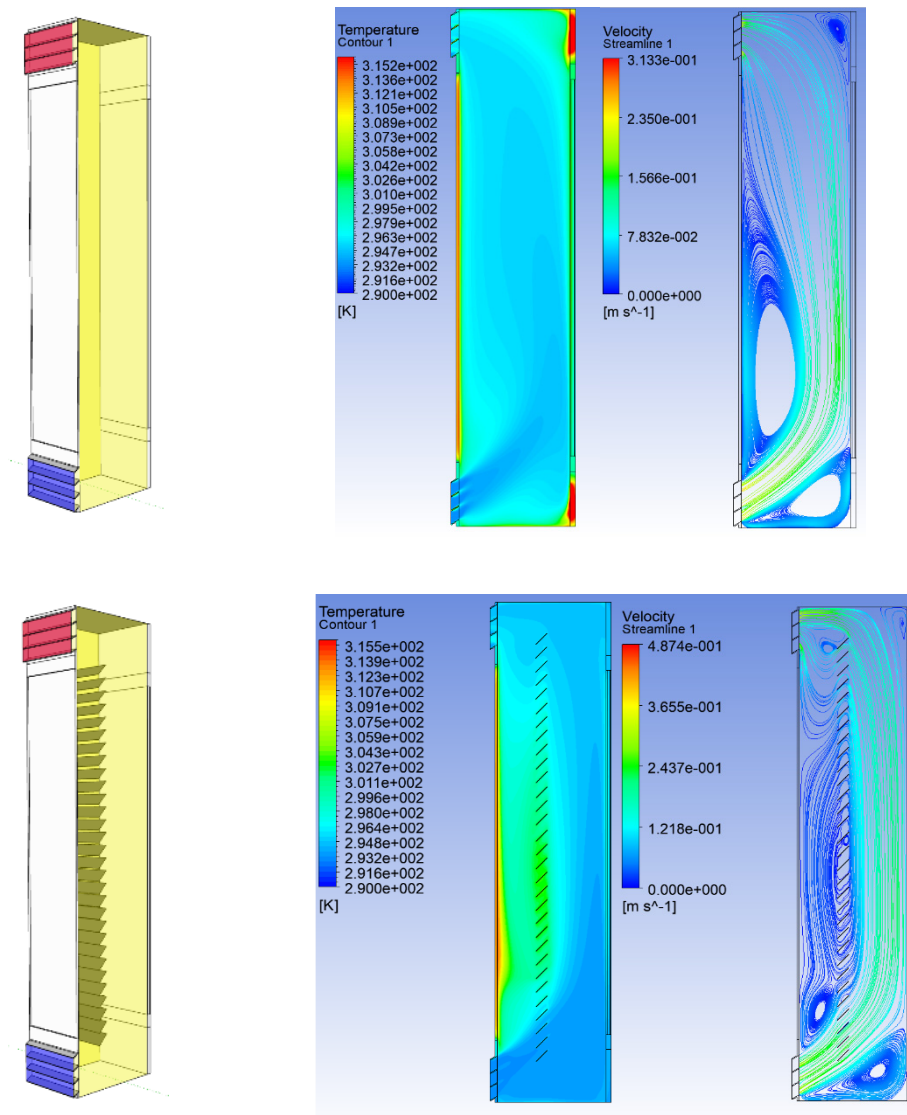 Temperature
Contour 1
3.152e+002
3.136e+002
3.121e+002
3.105e+002
3.089e+002
3.073e+002
3.058e+002
3.042e+002
3.026e+002
3.010e+002
2.995e+002
2.979e+002
2.963e+002
2.947e+002
2.932e+002
2.916e+002
2.900e+002
[K]
Velocity
Streamline 1
3.133e-001
2.350e-001
1.566e-001
7.832e-002
0.000e+000
[m s^-1]
Temperature
Contour 1
3.155e+002
3.139e+002
3.123e+002
3.107e+002
3.091e+002
3.075e+002
3.059e+002
3.043e+002
3.027e+002
3.011e+002
2.996e+002
2.980e+002
2.964e+002
2.948e+002
2.932e+002
2.916e+002
2.900e+002
[K]
Velocity
Streamline 1
4.874e-001
3.655e-001
2.437e-001
1.218e-001
0.000e+000
[m s^-1]